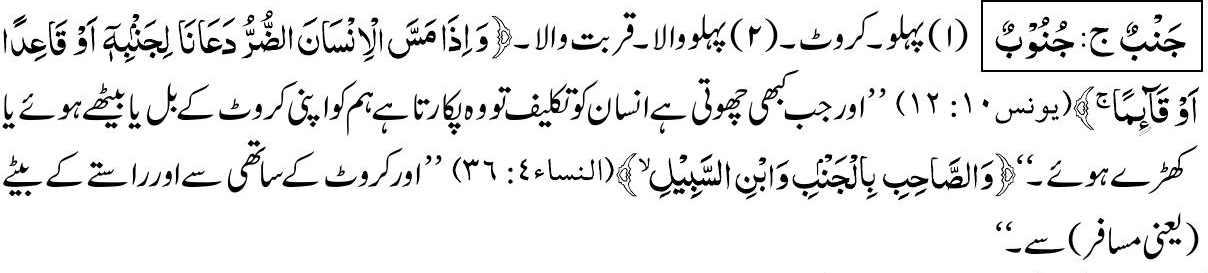 جَنْبٌ ج: جُنُوْبٌ (۱) پہلو۔ کروٹ۔ (۲) پہلو والا۔ قربت والا۔ ﴿وَاِذَا مَسَّ الْاِنْسَانَ الضُّرُّ دَعَانَا لِجَنْۢبِهٖٓ اَوْ قَاعِدًا
اَوْ قَآئِمًا ۚ﴾ (یونس ۱۰: ۱۲) ’’اور جب کبھی چھوتی ہے انسان کو تکلیف تو وہ پکارتا ہے ہم کو اپنی کروٹ کے بل یا بیٹھے ہوئے یا
کھڑے ہوئے۔‘‘ ﴿وَالصَّاحِبِ بِالْجَنْۢبِ وَابْنِ السَّبِيْلِ ۙ﴾ (النساء ٤: ۳٦) ’’اور کروٹ کے ساتھی سے اور راستے کے بیٹے
(یعنی مسافر) سے۔‘‘